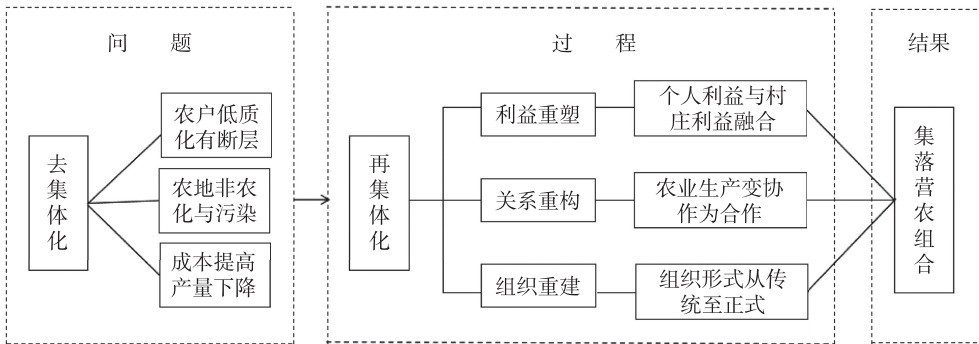 问 题
去集体化
农户低质
化有断层
农地非农
化与污染
成本提高
产量下降
过 程
再集体化
利益重塑
个人利益与村
庄利益融合
关系重构
农业生产变协
作为合作
组织重建
组织形式从传
统至正式
结果
集落营农组合